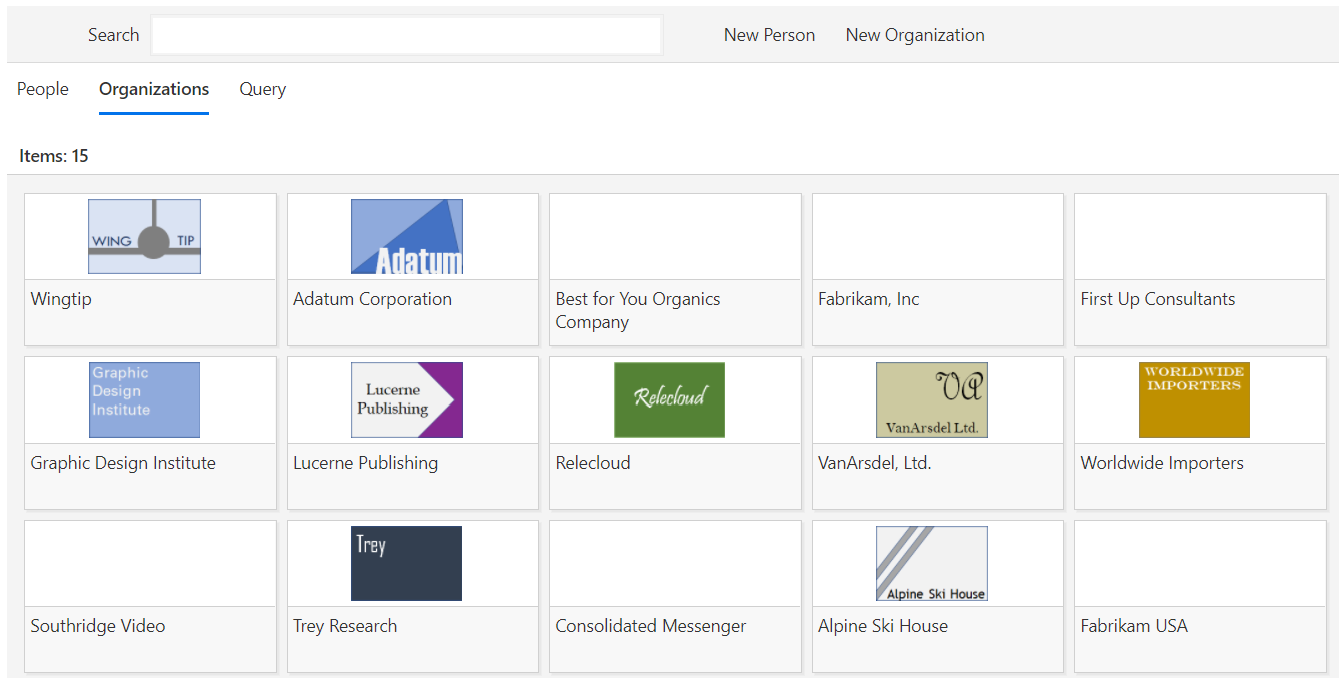 Search New Person New Organization
People Organizations Query
Items: 15
WING TIP
Adatum
Wingtip
Adatum Corporation
Best for You Organics
Company
Fabrikam, Inc
First Up Consultants
Graphic
Design
Institute
Lucerne
Publishing
Relecloud
VA
VanArsdel Ltd.
WORLDWIDE
IMPORTERS
Graphic Design Institute
Lucerne Publishing
Relecloud
VanArsdel, Ltd.
Worldwide Importers
Trey
Alpine Ski House
Southridge Video
Trey Research
Consolidated Messenger
Alpine Ski House
Fabrikam USA